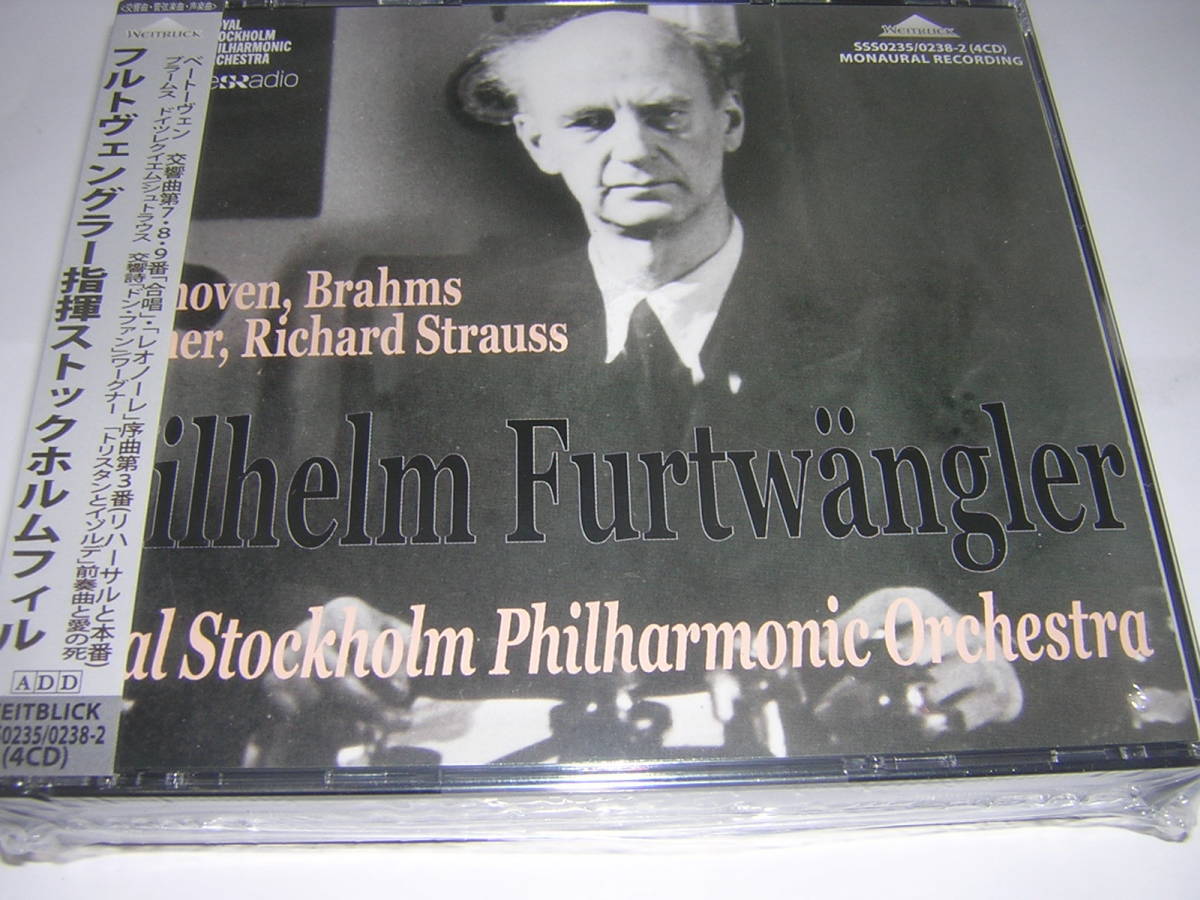 <交響曲・管弦楽曲・声楽曲>
WEITBLICK
ベートーヴェン 交響曲第7・8・9番「合唱」・「レオノーレ」序曲第3番(リハーサルと本番
ブラームス ドイツレクイエム/シュトラウス 交響詩「ドン・ファン」/ワーグナー 「トリスタンとイゾルデ」前奏曲と愛の死
フルトヴェングラー指揮ストックホルムフィル
ADD
EITBLICK
0235/0238-2
(4CD)
OYAL
STOCKHOLM
PHILHARMONIC
RCHESTRA
esSRadio
WEITBLICK
SSS0235/0238-2 (4CD)
MONAURAL RECORDING
hoven, Brahms
ner, Richard Strauss
ilhelm Furtwängler
al Stockholm Philharmonic Orchestra